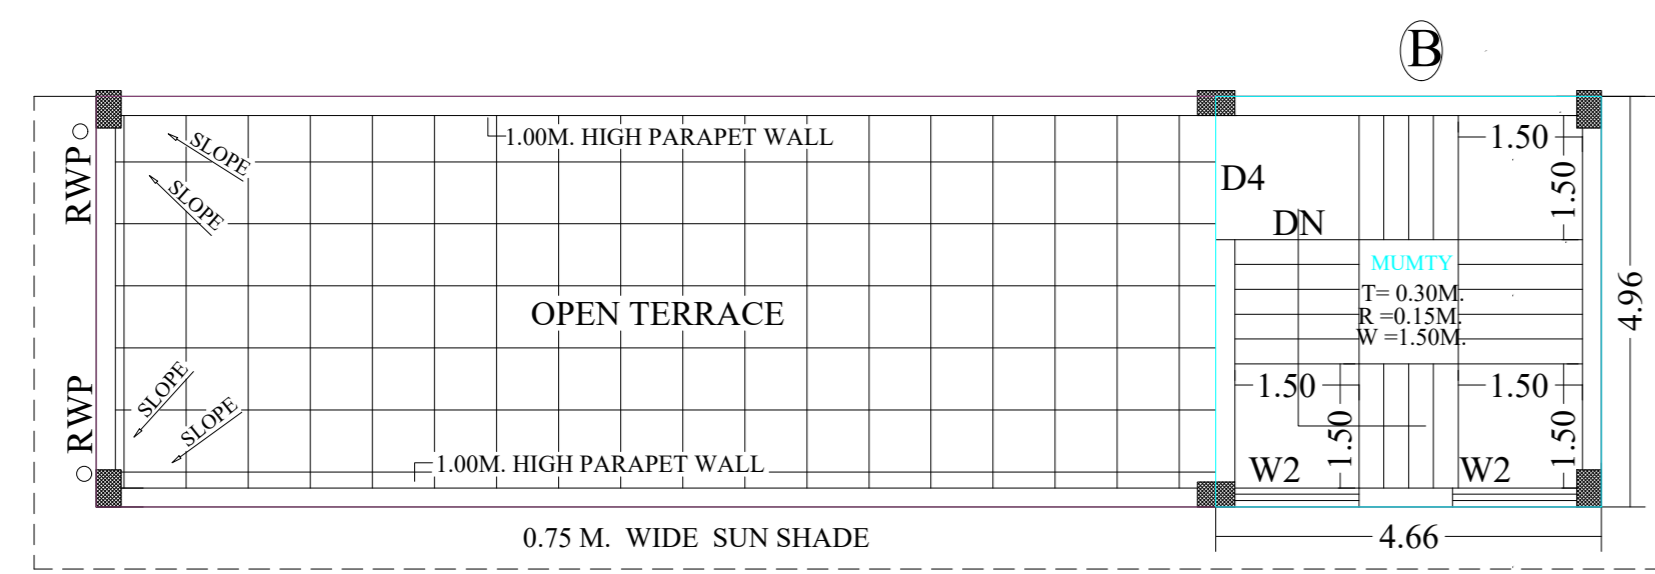 B
1.00M. HIGH PARAPET WALL
1.50
SLOPE
RWP
D4
1.50
SLOPE
DN
MUMTY
T= 0.30M.
4.96
OPEN TERRACE
R =0.15M.
W =1.50M.
SLOPE
1.50
1.50
RWP
SLOPE
1.50
1.50
1.00M. HIGH PARAPET WALL
W2
W2
0.75 M. WIDE SUN SHADE
4.66